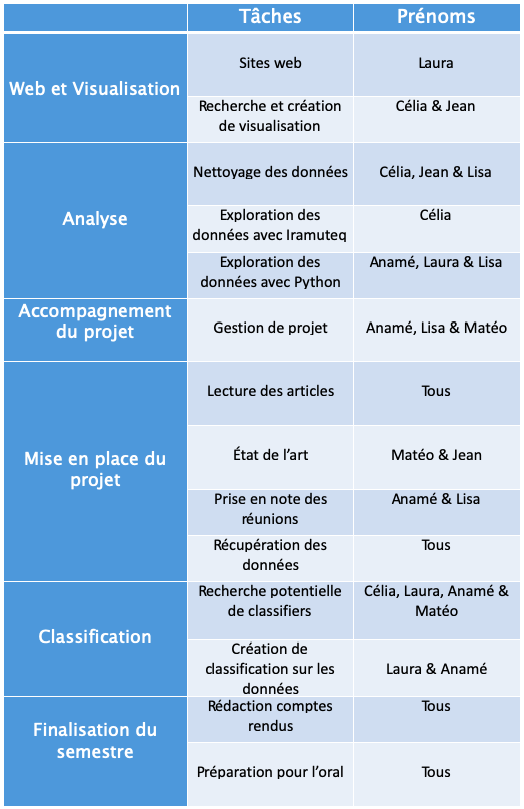 Tâches Prénoms
Web et Visualisation
Sites web Laura
Recherche et création
de visualisation
Célia & Jean
Analyse
Nettoyage des données Célia, Jean & Lisa
Exploration des
données avec Iramuteq
Célia
Exploration des
données avec Python
Anamé, Laura & Lisa
Accompagnement
du projet
Gestion de projet Anamé, Lisa & Matéo
Mise en place du
projet
Lecture des articles Tous
État de l’art Matéo & Jean
Prise en note des
réunions
Anamé & Lisa
Récupération des
données
Tous
Classification
Recherche potentielle
de classifiers
Célia, Laura, Anamé &
Matéo
Création de
classification sur les
données
Laura & Anamé
Finalisation du
semestre
Rédaction comptes
rendus
Tous
Préparation pour l’oral Tous